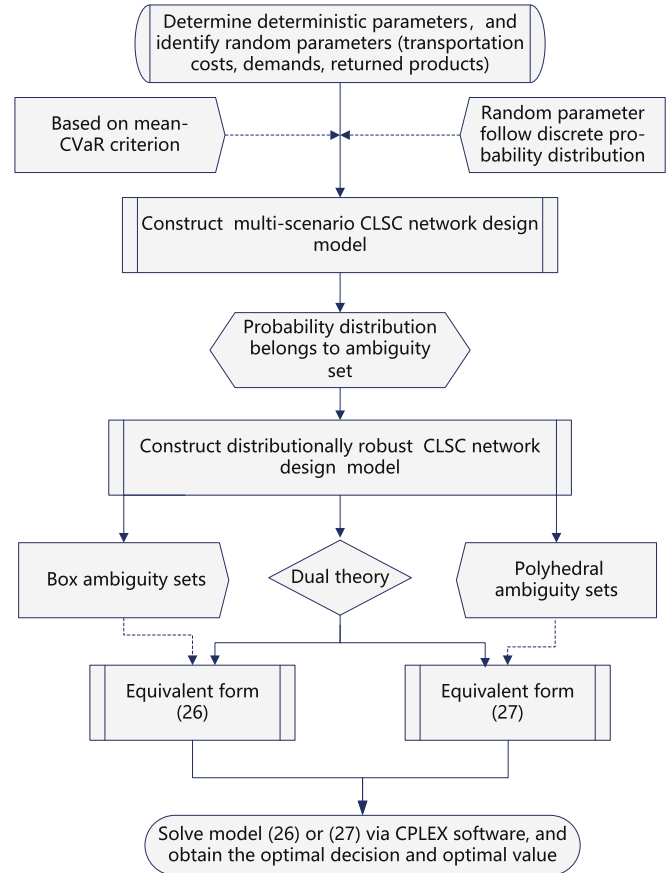 Determine deterministic parameters, and
identify random parameters (transportation
costs, demands, returned products)
Based on mean-
CVaR criterion
Random parameter
follow discrete pro-
bability distribution
Construct multi-scenario CLSC network design
model
Probability distribution
belongs to ambiguity
set
Construct distributionally robust CLSC network
design model
Box ambiguity sets
Dual theory
Polyhedral
ambiguity sets
Equivalent form
(26)
Equivalent form
(27)
Solve model (26) or (27) via CPLEX software, and
obtain the optimal decision and optimal value